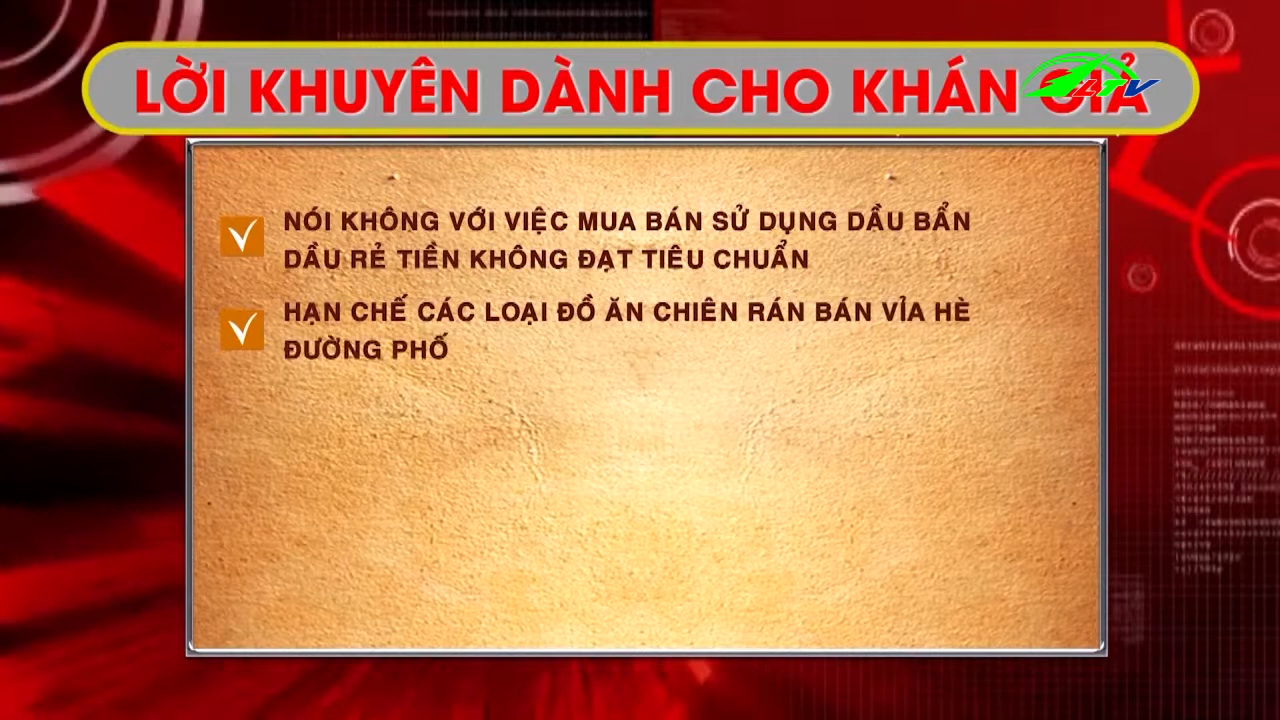 LỜI KHUYÊN DÀNH CHO KHÁN GIẢ
LTV
NÓI KHÔNG VỚI VIỆC MUA BÁN SỬ DỤNG DẦU BẨN
DẦU RẺ TIỀN KHÔNG ĐẠT TIÊU CHUẨN
HẠN CHẾ CÁC LOẠI ĐỒ ĂN CHIÊN RÁN BÁN VỈA HÈ
ĐƯỜNG PHỐ